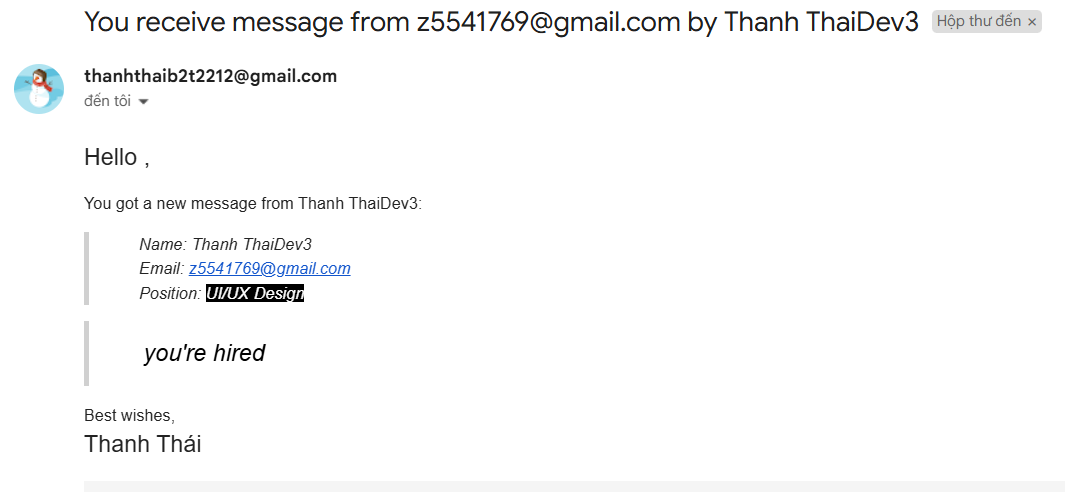 You receive message from z5541769@gmail.com by Thanh ThaiDev3 Hộp thư đến ×
thanhthaib2t2212@gmail.com
đến tôi
Hello ,
You got a new message from Thanh ThaiDev3:
Name: Thanh ThaiDev3
Email: z5541769@gmail.com
Position: UI/UX Design
you're hired
Best wishes,
Thanh Thái